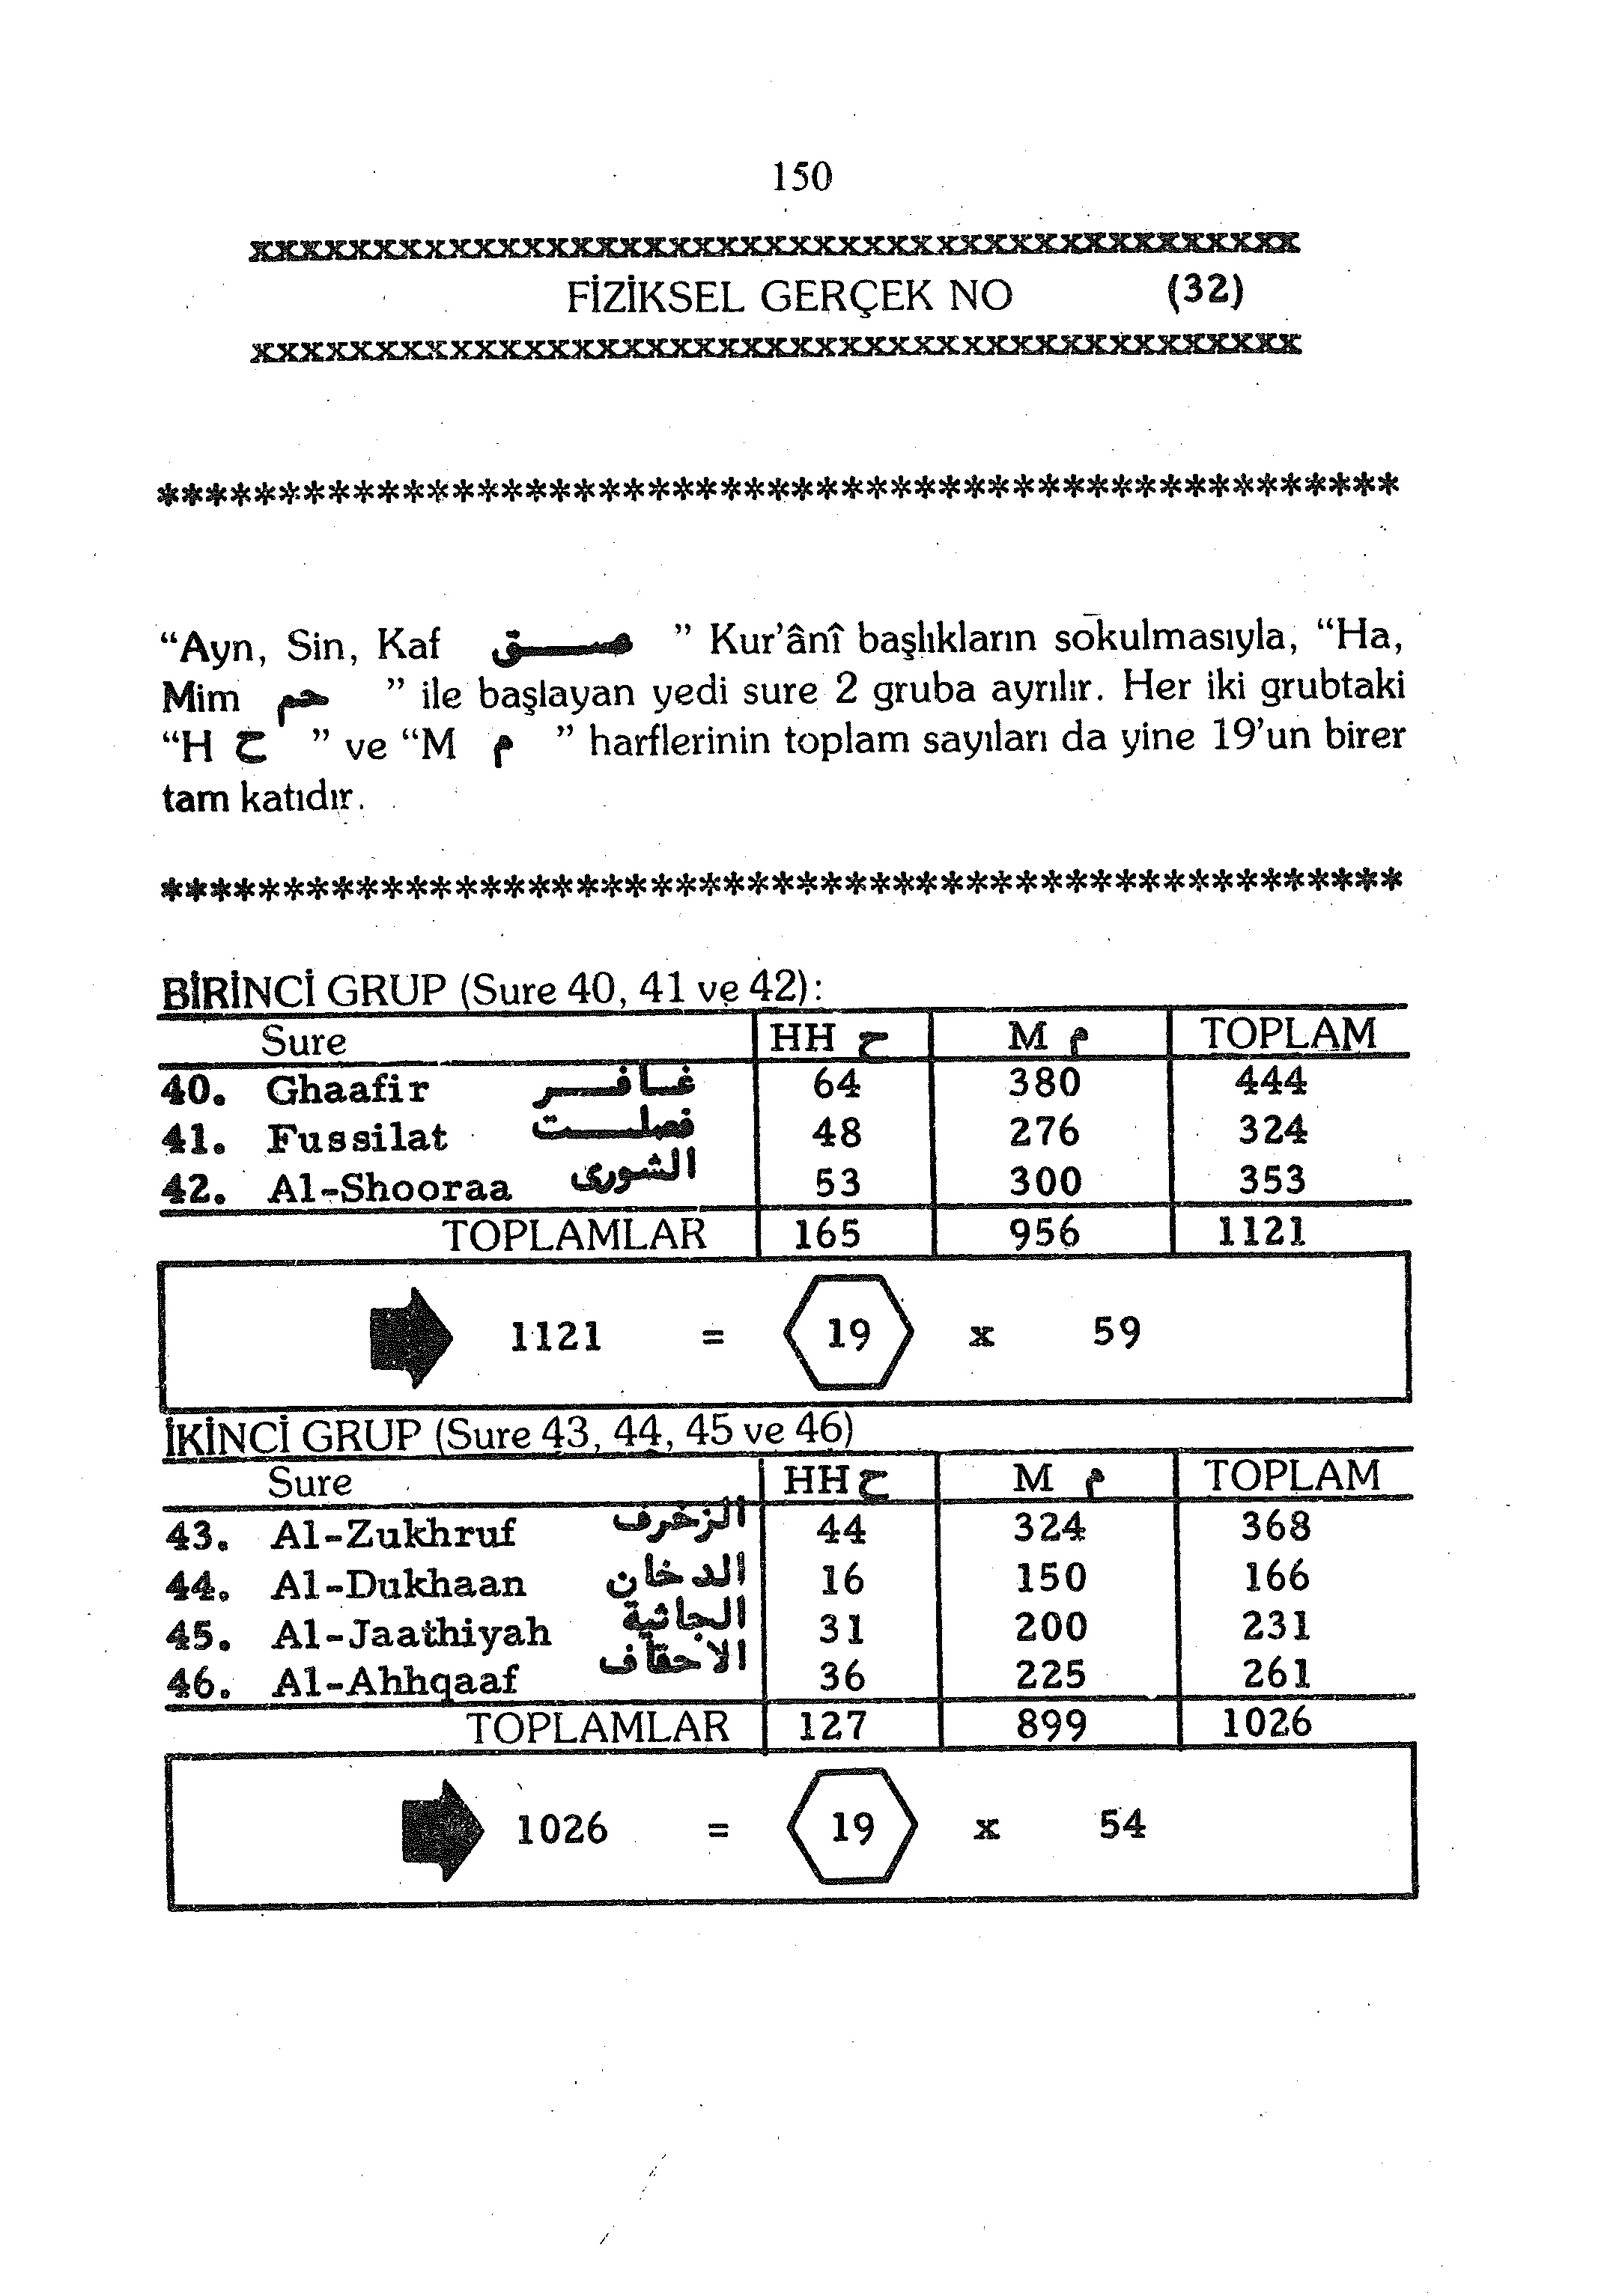 150
xxxxxxxxxxxxxxxxxxxxxxxxxxxxxxxxxxxxxxxxxxx
FİZİKSEL GERÇEK NO (32)
xxxxxxxxxxxxxxxxxxxxxxxxxxxxxxxxxxxxxxxxxxx
***************************************************
“Ayn, Sin, Kaf عسق ” Kur’ânî başlıkların sokulmasıyla, “Ha,
Mim حم ” ile başlayan yedi sure 2 gruba ayrılır. Her iki grubtaki
“H ح ” ve “M م ” harflerinin toplam sayıları da yine 19’un birer
tam katıdır.
***************************************************
BİRİNCİ GRUP (Sure 40, 41 ve 42):
Sure HH ح M م TOPLAM
40. Ghaafir غافر 64 380 444
41. Fussilat فصلت 48 276 324
42. Al-Shooraa الشورى 53 300 353
TOPLAMLAR 165 956 1121
1121 = 19 x 59
İKİNCİ GRUP (Sure 43, 44, 45 ve 46)
Sure HH ح M م TOPLAM
43. Al-Zukhruf الزخرف 44 324 368
44. Al-Dukhaan الدخان 16 150 166
45. Al-Jaathiyah الجاثية 31 200 231
46. Al-Ahhqaaf الاحقاف 36 225 261
TOPLAMLAR 127 899 1026
1026 = 19 x 54